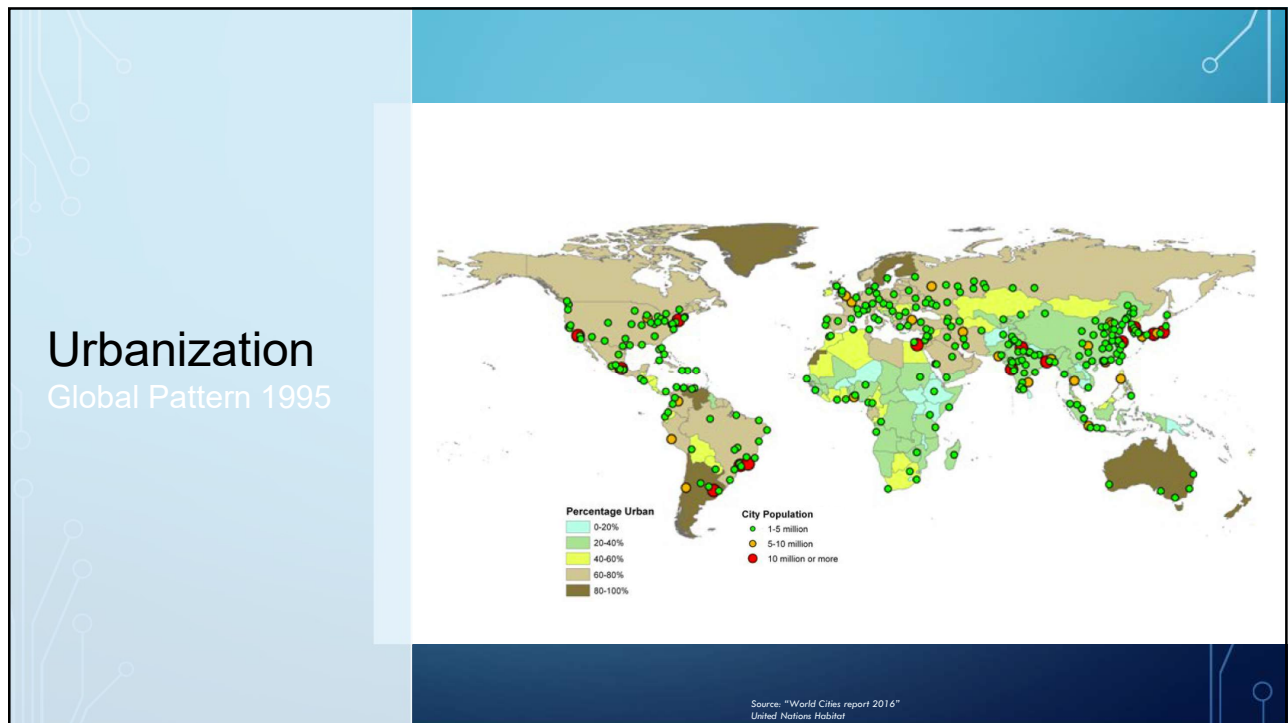 Urbanization
Global Pattern 1995
Percentage Urban
0-20%
20-40%
40-60%
60-80%
80-100%
City Population
1-5 million
5-10 million
10 million or more
Source: “World Cities report 2016”
United Nations Habitat